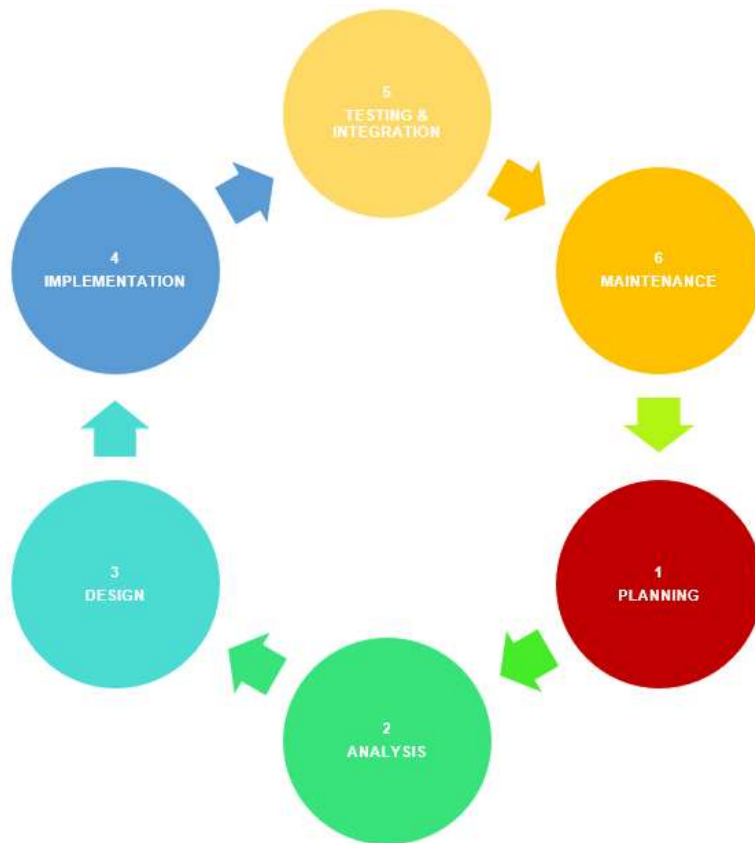 5
TESTING &
INTEGRATION
4
IMPLEMENTATION
6
MAINTENANCE
3
DESIGN
1
PLANNING
2
ANALYSIS